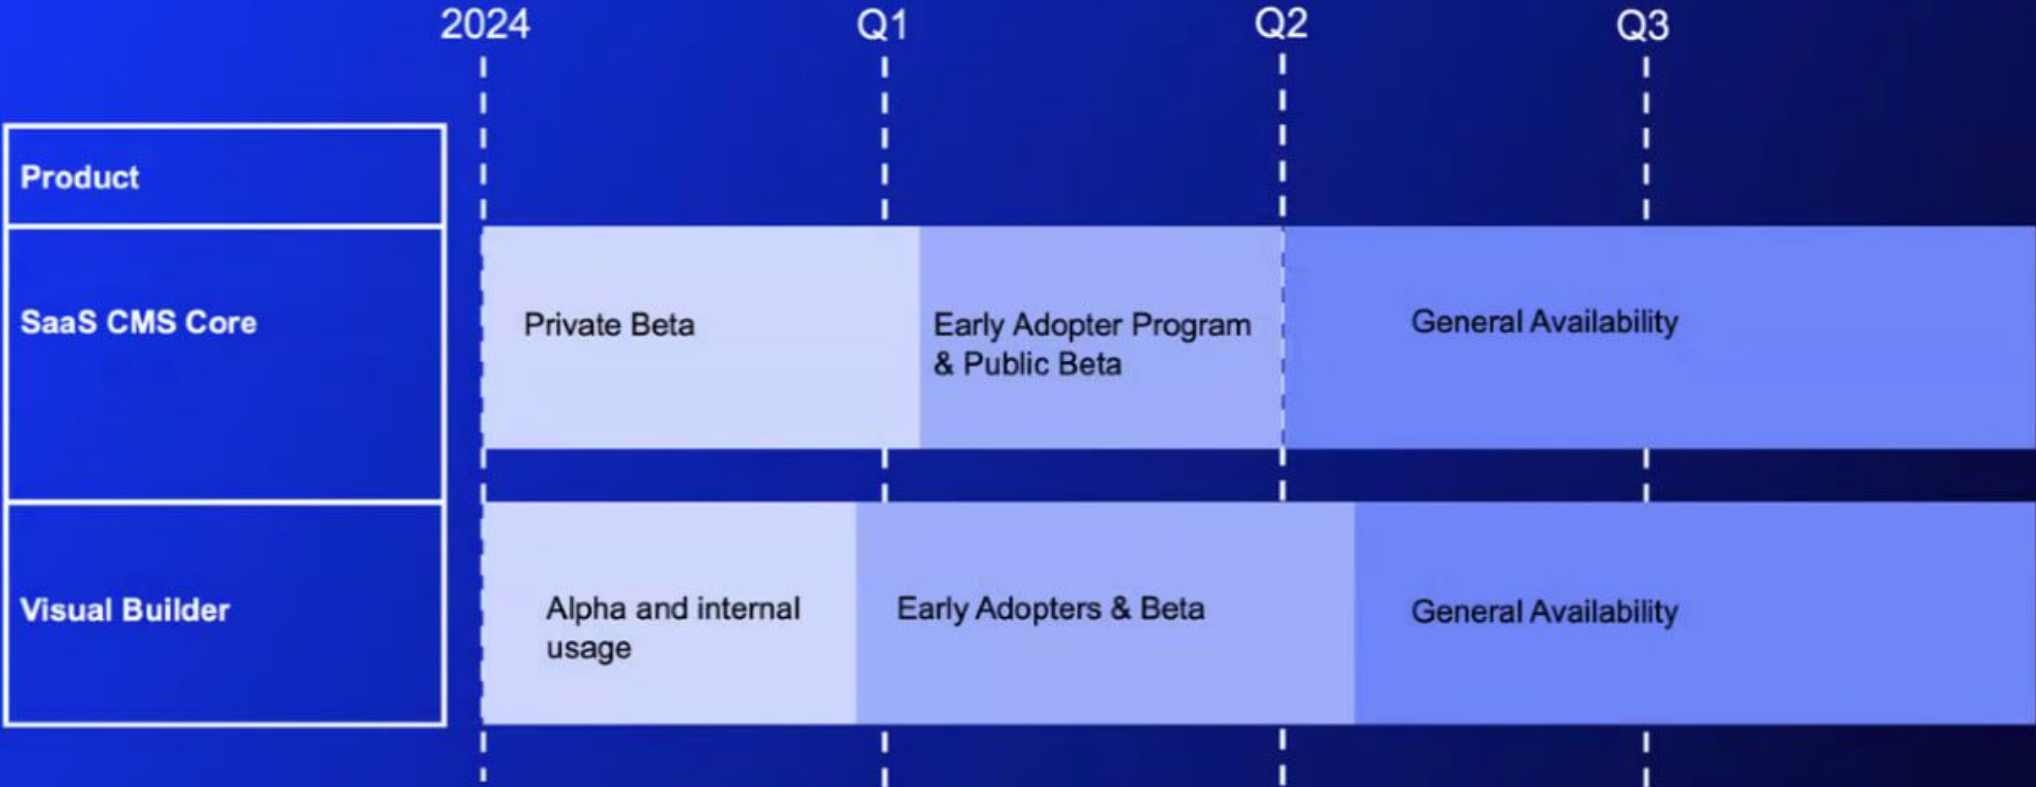 2024
Q1
Q2
Q3
Product
SaaS CMS Core
Private Beta
Early Adopter Program
& Public Beta
General Availability
Visual Builder
Alpha and internal
usage
Early Adopters & Beta
General Availability